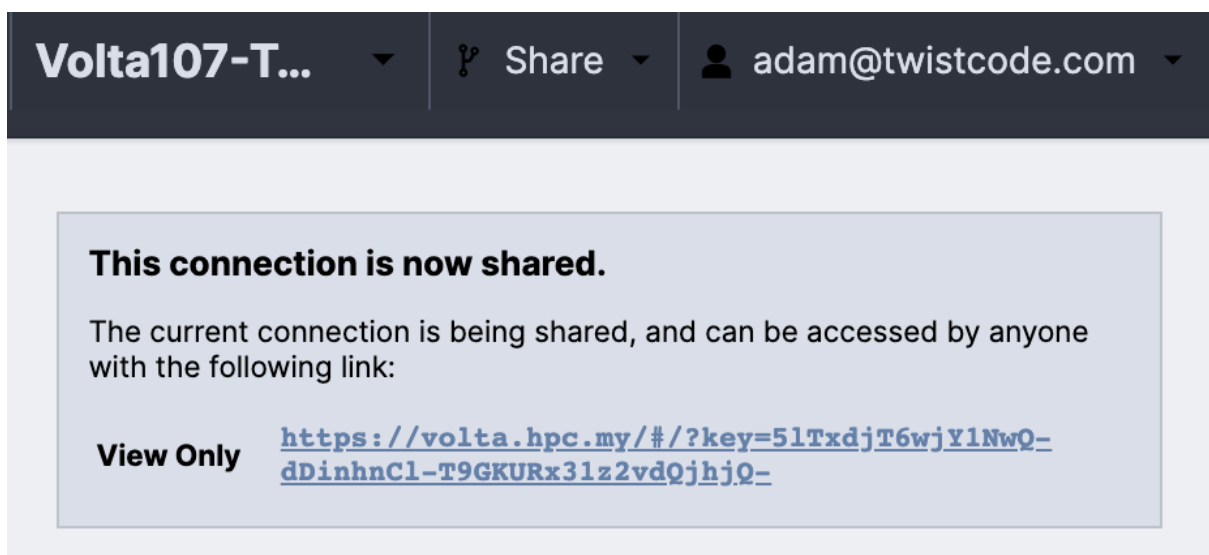 Volta107-T... Share adam@twistcode.com
This connection is now shared.
The current connection is being shared, and can be accessed by anyone
with the following link:
View Only https://volta.hpc.my/#/?key=5lTxdjT6wjY1NwQ-
dDinhnCl-T9GKURx31z2vdQjhjQ-